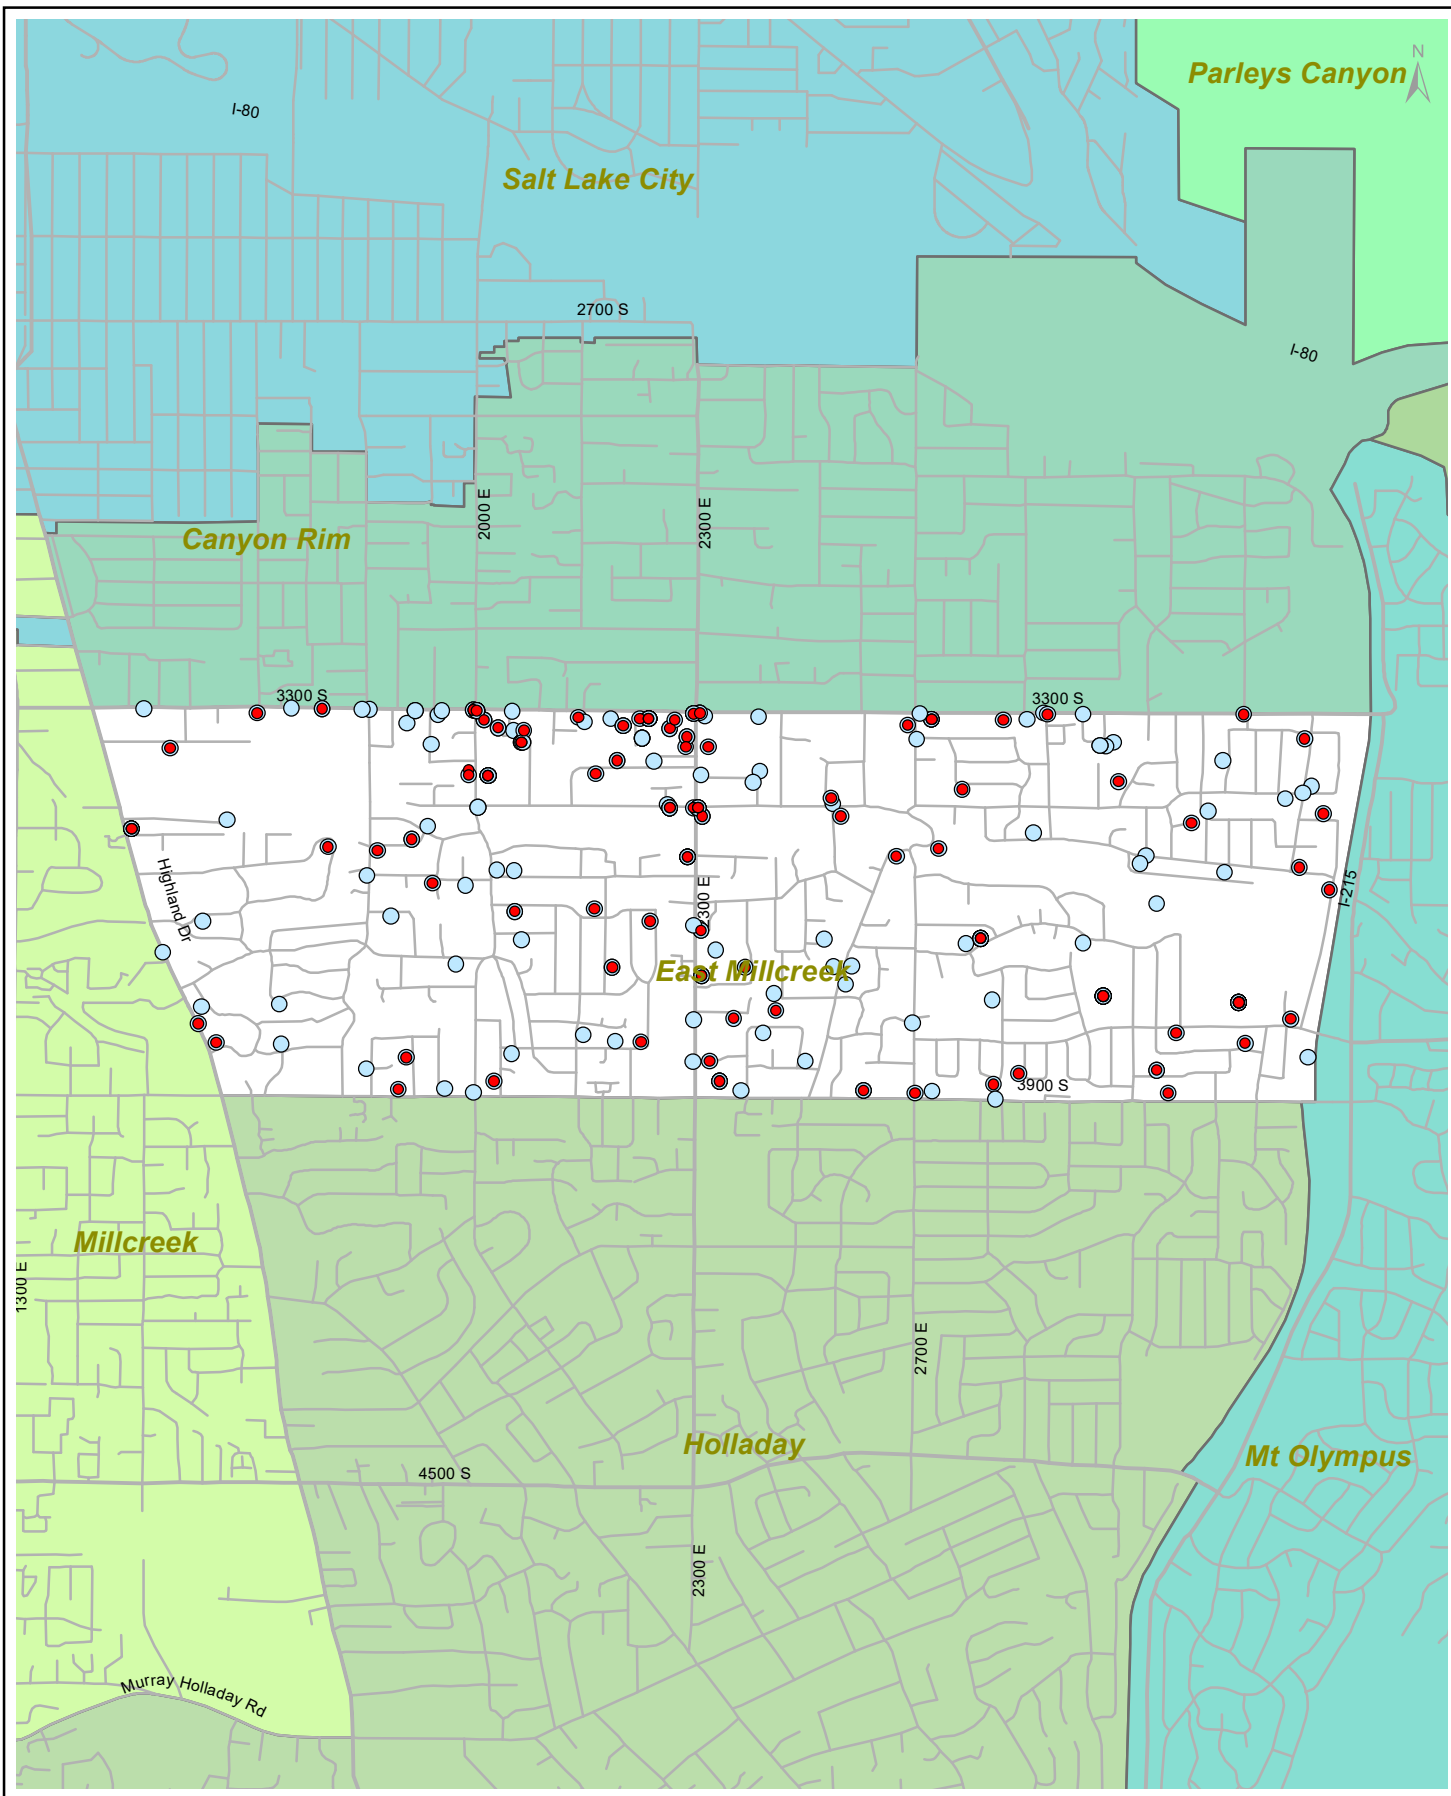 N
Parleys Canyon
I-80
Salt Lake City
2700 S
I-80
2000 E
2300 E
Canyon Rim
3300 S
3300 S
Highland Dr
2300 E
I-215
East Millcreek
3900 S
Millcreek
1300 E
2700 E
Holladay
Mt Olympus
4500 S
2300 E
Murray Holladay Rd